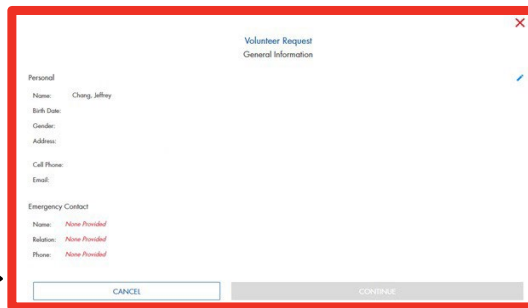 Volunteer Request
General Information
Personal
Name: Chang, Jeffrey
Birth Date:
Gender:
Address:
Cell Phone:
Email:
Emergency Contact
Name: None Provided
Relation: None Provided
Phone: None Provided
CANCEL CONTINUE